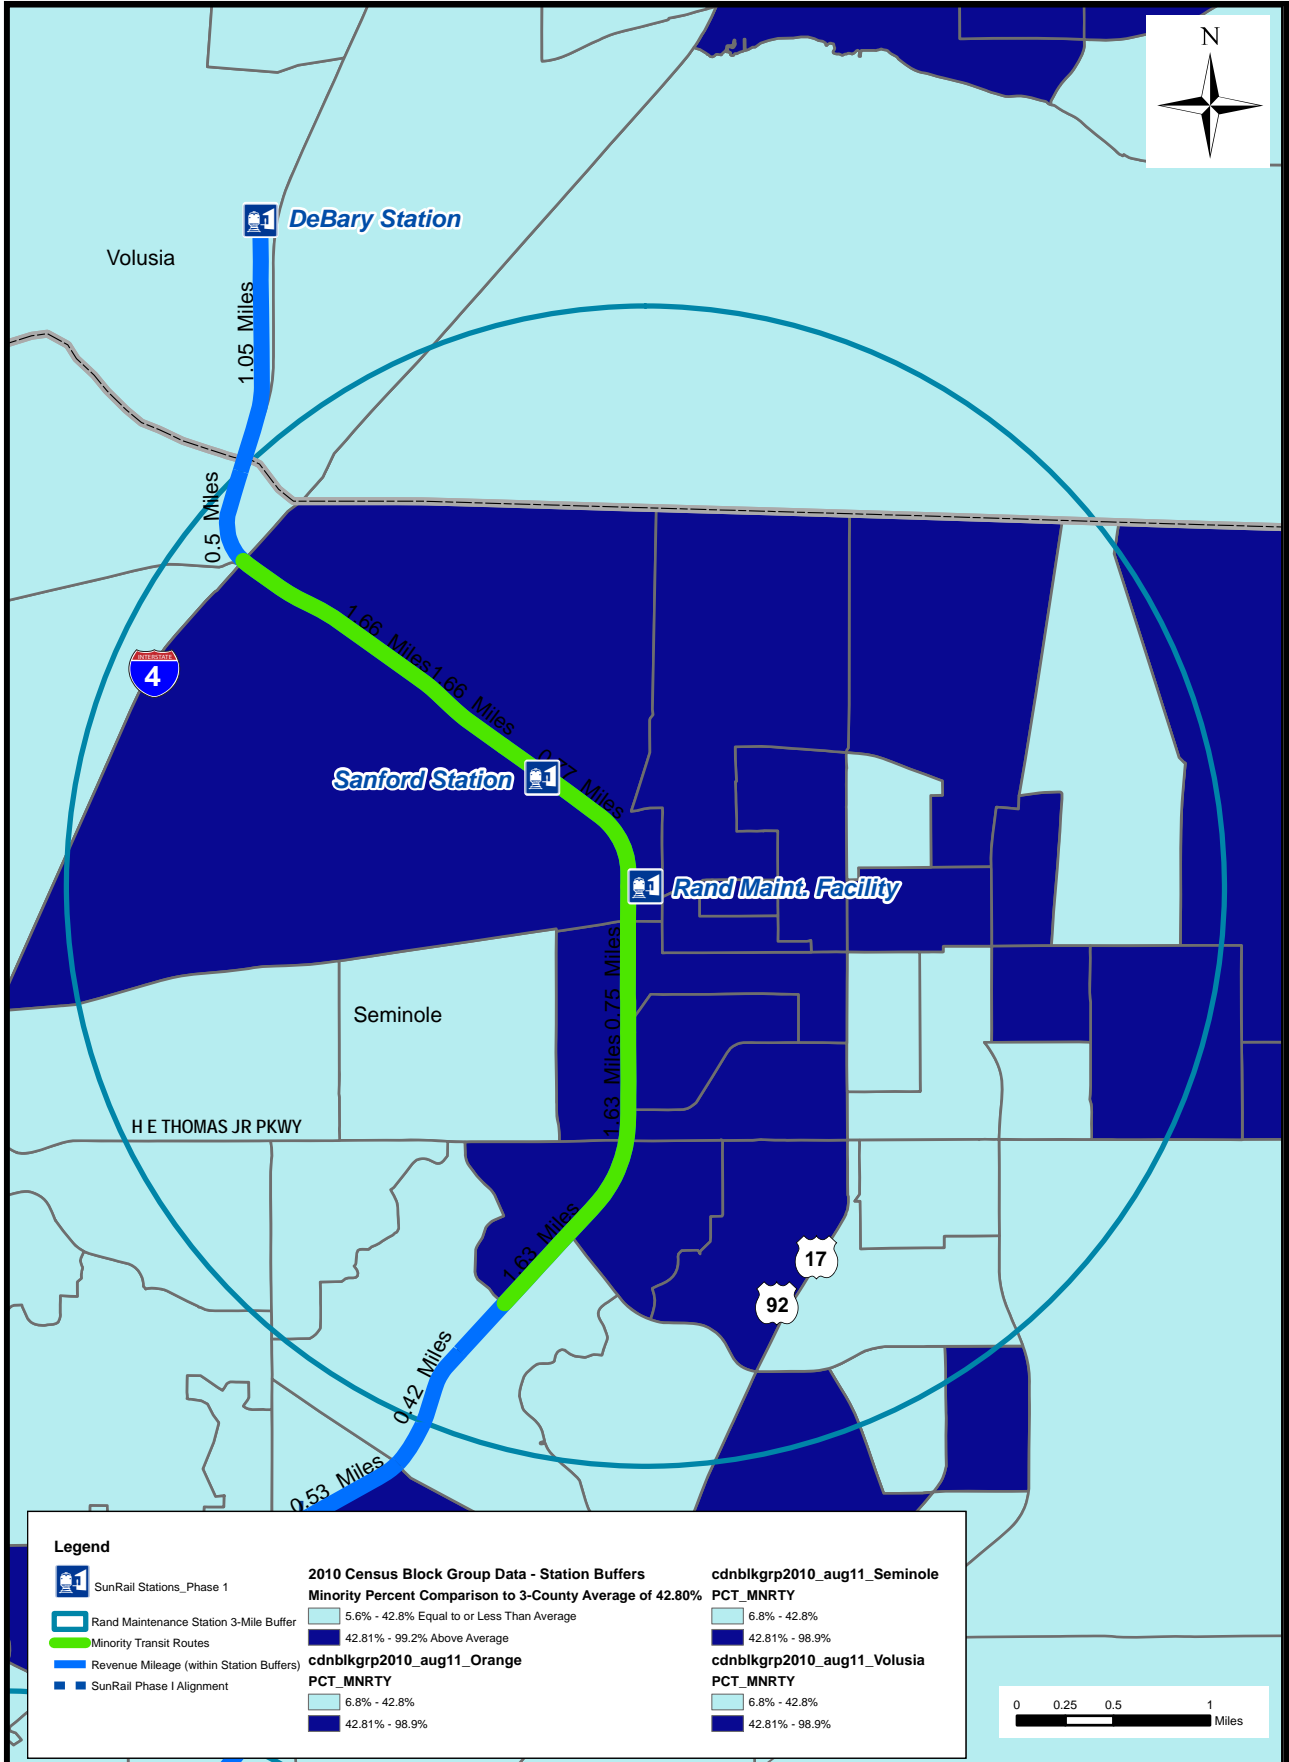 N
DeBary Station
Volusia
1.05 Miles
0.5 Miles
INTERSTATE
4
1.66 Miles
1.66 Miles
0.77 Miles
Sanford Station
Rand Maint. Facility
0.75 Miles
Seminole
1.63 Miles
H E THOMAS JR PKWY
1.63 Miles
17
92
0.42 Miles
0.53 Miles
Legend
SunRail Stations_Phase 1
Rand Maintenance Station 3-Mile Buffer
Minority Transit Routes
Revenue Mileage (within Station Buffers)
SunRail Phase I Alignment
2010 Census Block Group Data - Station Buffers
Minority Percent Comparison to 3-County Average of 42.80%
5.6% - 42.8% Equal to or Less Than Average
42.81% - 99.2% Above Average
cdnblkgrp2010_aug11_Orange
PCT_MNRTY
6.8% - 42.8%
42.81% - 98.9%
cdnblkgrp2010_aug11_Seminole
PCT_MNRTY
6.8% - 42.8%
42.81% - 98.9%
cdnblkgrp2010_aug11_Volusia
PCT_MNRTY
6.8% - 42.8%
42.81% - 98.9%
0 0.25 0.5 1
Miles